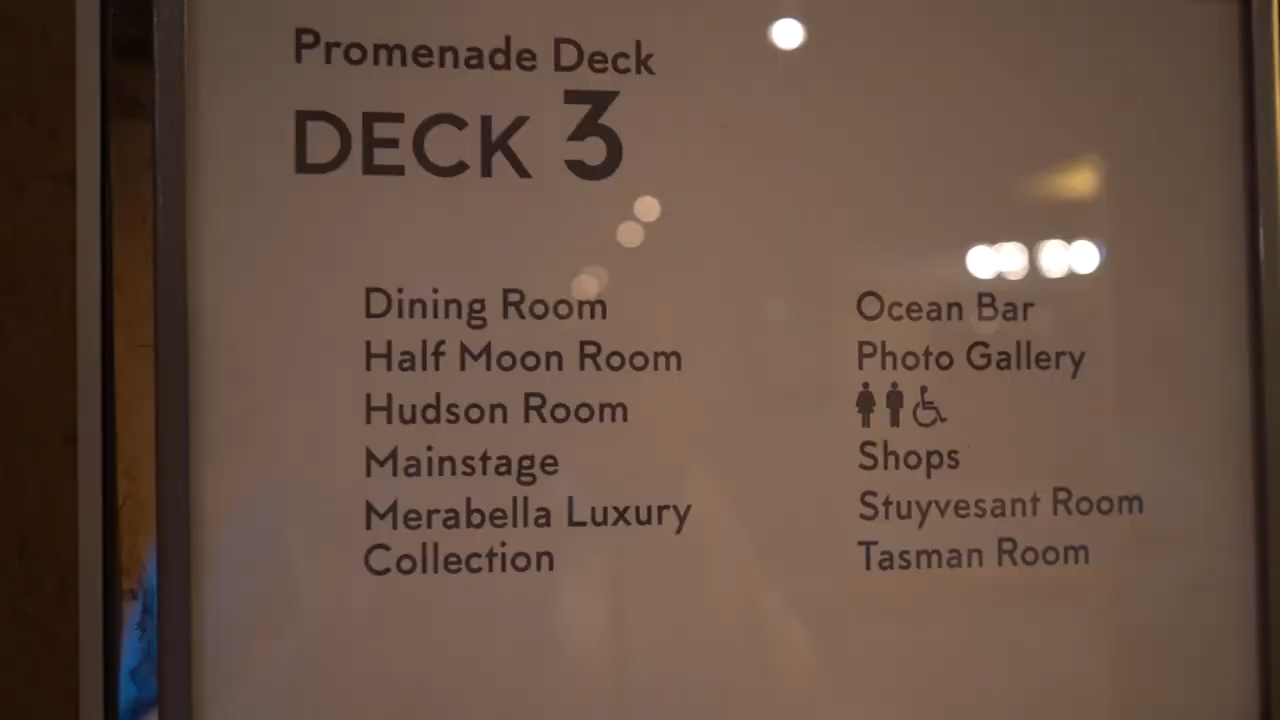 Promenade Deck
DECK 3
Dining Room
Half Moon Room
Hudson Room
Mainstage
Merabella Luxury
Collection
Ocean Bar
Photo Gallery
Shops
Stuyvesant Room
Tasman Room